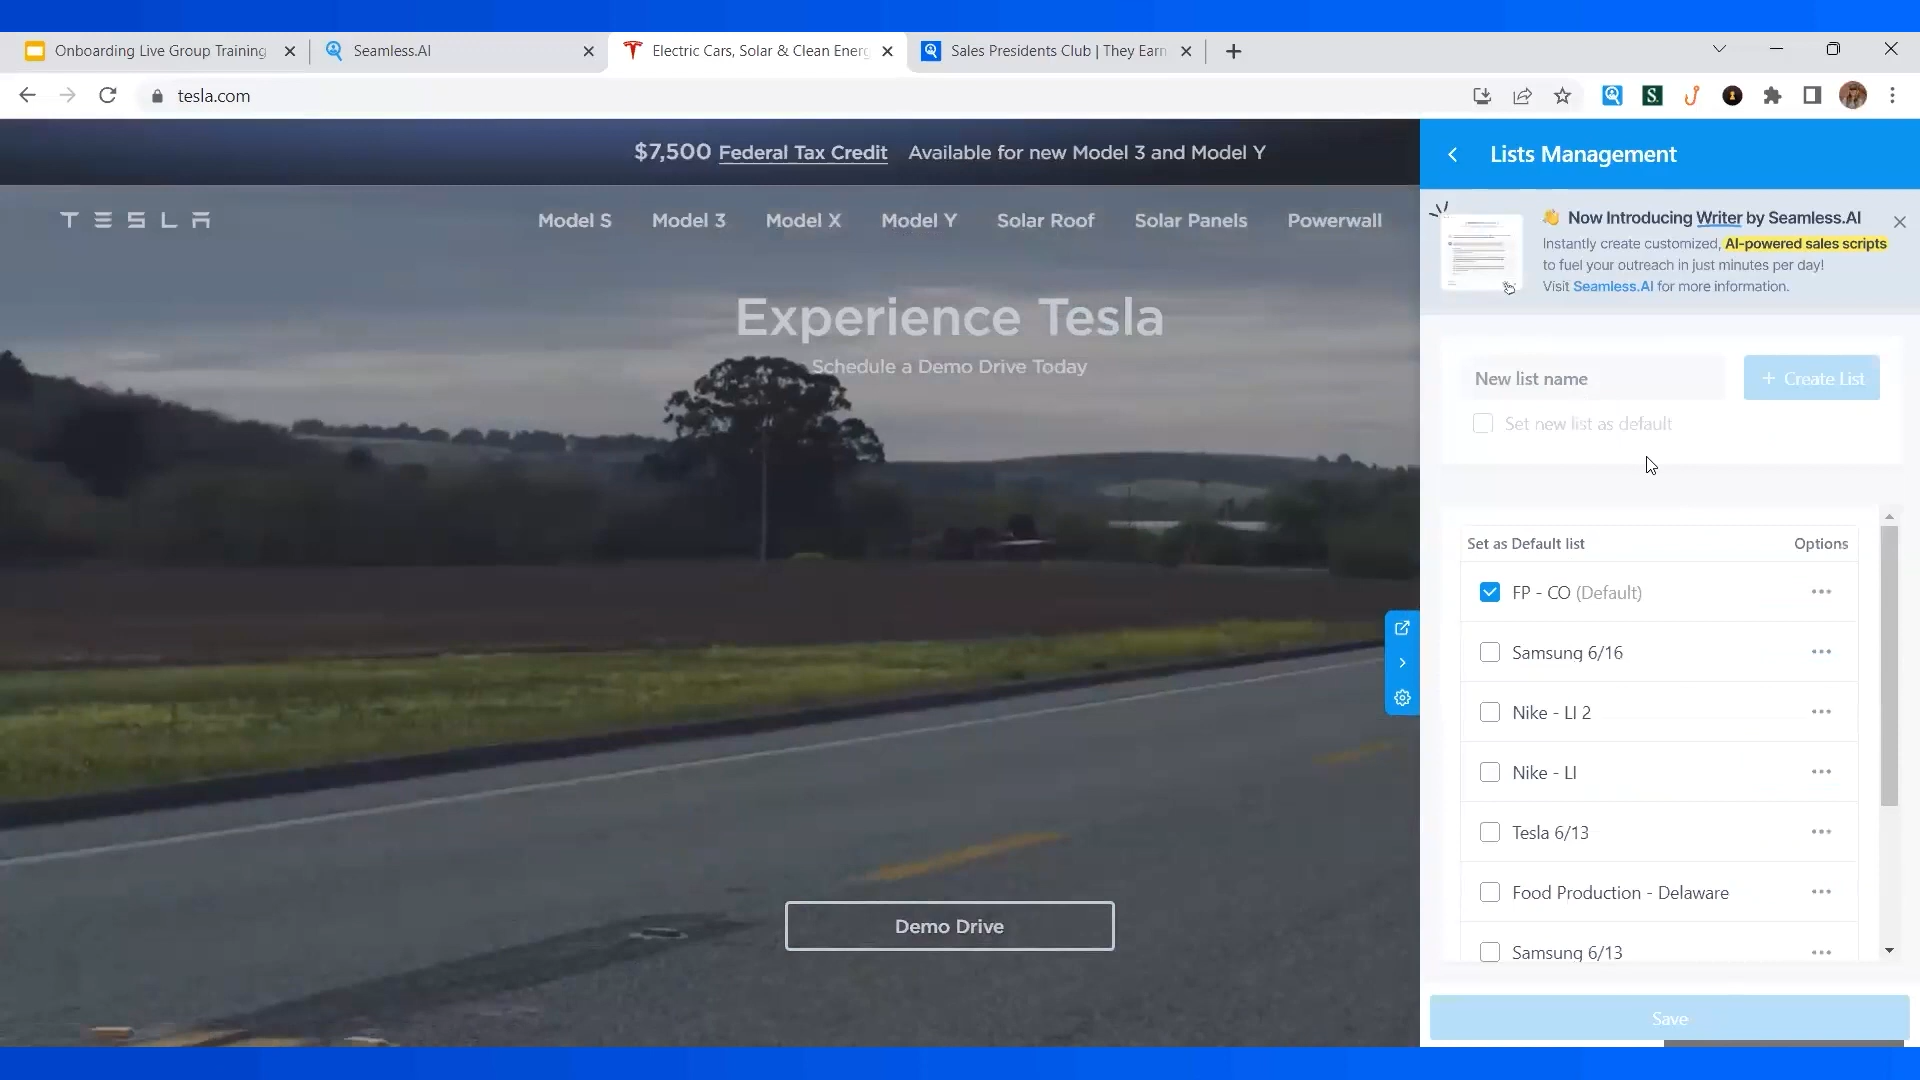 Onboarding Live Group Training
Seamless.AI
Electric Cars, Solar & Clean Energ
Sales Presidents Club | They Earn
tesla.com
$7,500 Federal Tax Credit Available for new Model 3 and Model Y
TESLA
Model S Model 3 Model X Model Y Solar Roof Solar Panels Powerwall
Experience Tesla
Schedule a Demo Drive Today
Demo Drive
Lists Management
Now Introducing Writer by Seamless.AI
Instantly create customized, AI-powered sales scripts
to fuel your outreach in just minutes per day!
Visit Seamless.AI for more information.
New list name
+ Create List
Set new list as default
Set as Default list Options
FP - CO (Default)
Samsung 6/16
Nike - LI 2
Nike - LI
Tesla 6/13
Food Production - Delaware
Samsung 6/13
Save